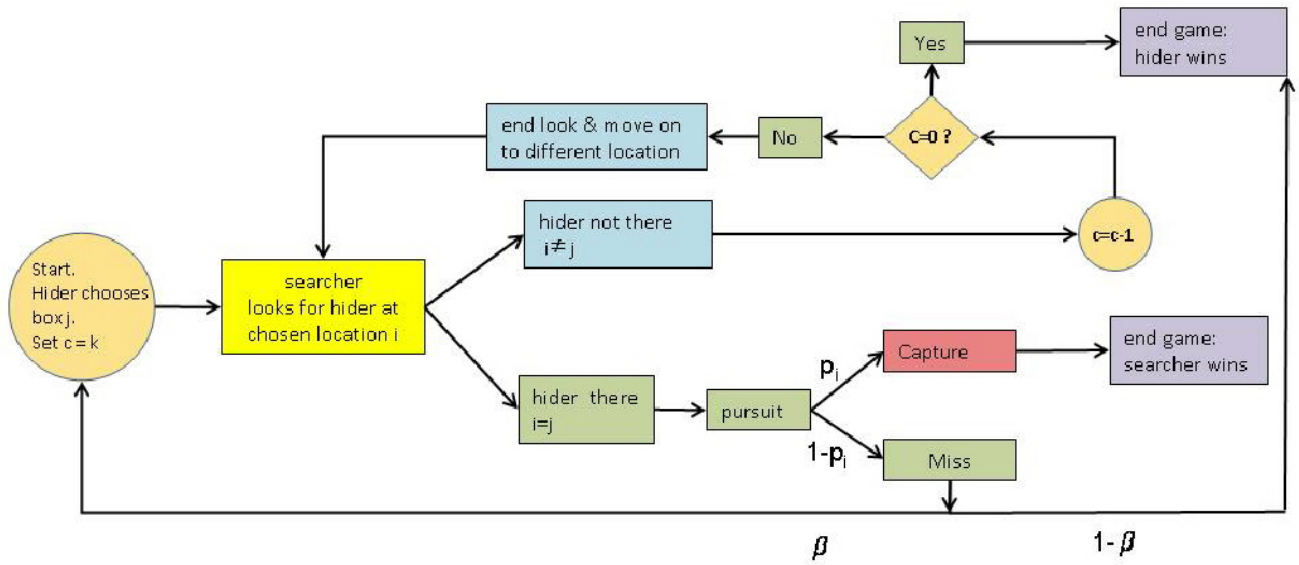 Yes
end game:
hider wins
end look & move on
to different location
No
C=0 ?
hider not there
i≠j
c=c-1
Start.
Hider chooses
box j.
Set c = k
searcher
looks for hider at
chosen location i
Capture
end game:
searcher wins
pᵢ
hider there
i=j
pursuit
1-pᵢ
Miss
β
1-β